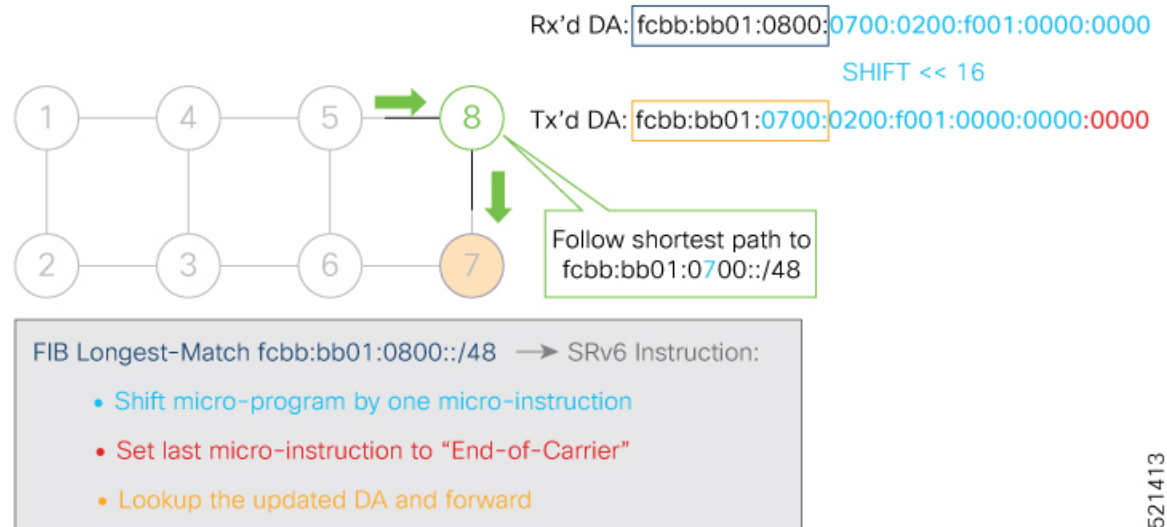 Rx'd DA: fcbb:bb01:0800:0700:0200:f001:0000:0000
SHIFT << 16
Tx'd DA: fcbb:bb01:0700:0200:f001:0000:0000:0000
1 4 5 8
2 3 6 7
Follow shortest path to
fcbb:bb01:0700::/48
FIB Longest-Match fcbb:bb01:0800::/48 → SRv6 Instruction:
• Shift micro-program by one micro-instruction
• Set last micro-instruction to “End-of-Carrier”
• Lookup the updated DA and forward
521413